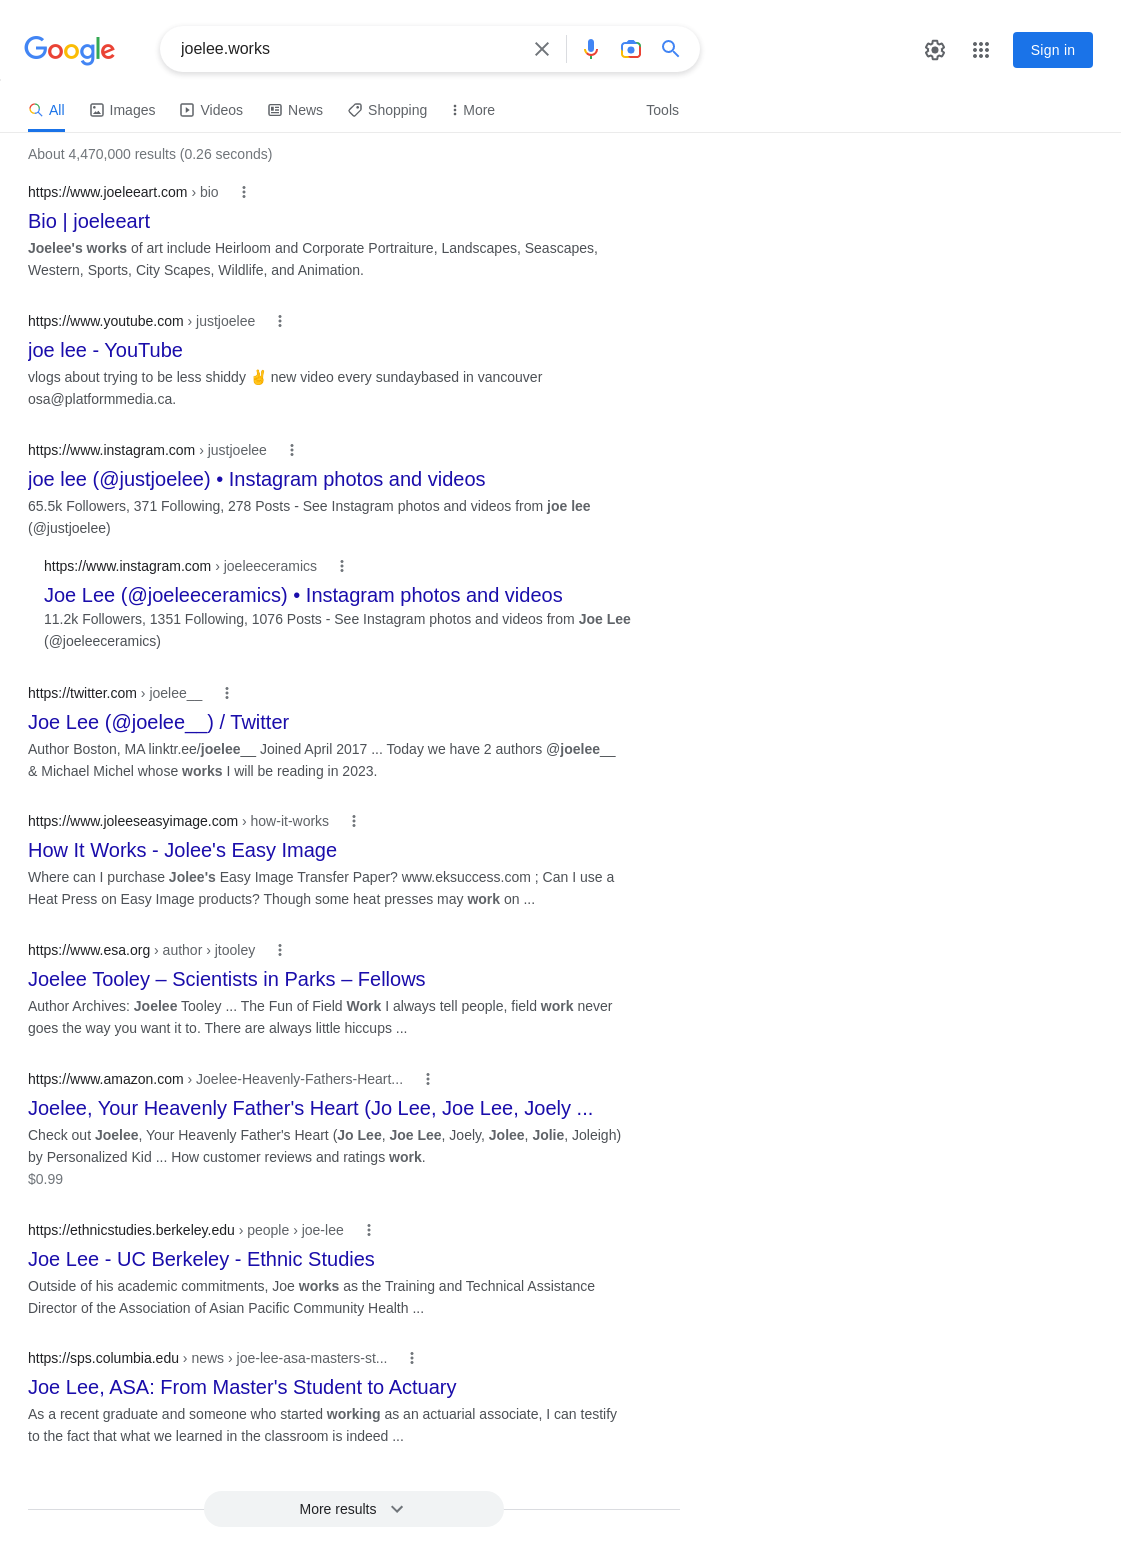 Google
joelee.works
Sign in
All Images Videos News Shopping More Tools
About 4,470,000 results (0.26 seconds)
https://www.joeleeart.com › bio
Bio | joeleeart
Joelee's works of art include Heirloom and Corporate Portraiture, Landscapes, Seascapes,
Western, Sports, City Scapes, Wildlife, and Animation.
https://www.youtube.com › justjoelee
joe lee - YouTube
vlogs about trying to be less shiddy ✌️ new video every sundaybased in vancouver
osa@platformmedia.ca.
https://www.instagram.com › justjoelee
joe lee (@justjoelee) • Instagram photos and videos
65.5k Followers, 371 Following, 278 Posts - See Instagram photos and videos from joe lee
(@justjoelee)
https://www.instagram.com › joeleeceramics
Joe Lee (@joeleeceramics) • Instagram photos and videos
11.2k Followers, 1351 Following, 1076 Posts - See Instagram photos and videos from Joe Lee
(@joeleeceramics)
https://twitter.com › joelee__
Joe Lee (@joelee__) / Twitter
Author Boston, MA linktr.ee/joelee__ Joined April 2017 ... Today we have 2 authors @joelee__
& Michael Michel whose works I will be reading in 2023.
https://www.joleeseasyimage.com › how-it-works
How It Works - Jolee's Easy Image
Where can I purchase Jolee's Easy Image Transfer Paper? www.eksuccess.com ; Can I use a
Heat Press on Easy Image products? Though some heat presses may work on ...
https://www.esa.org › author › jtooley
Joelee Tooley – Scientists in Parks – Fellows
Author Archives: Joelee Tooley ... The Fun of Field Work I always tell people, field work never
goes the way you want it to. There are always little hiccups ...
https://www.amazon.com › Joelee-Heavenly-Fathers-Heart...
Joelee, Your Heavenly Father's Heart (Jo Lee, Joe Lee, Joely ...
Check out Joelee, Your Heavenly Father's Heart (Jo Lee, Joe Lee, Joely, Jolee, Jolie, Joleigh)
by Personalized Kid ... How customer reviews and ratings work.
$0.99
https://ethnicstudies.berkeley.edu › people › joe-lee
Joe Lee - UC Berkeley - Ethnic Studies
Outside of his academic commitments, Joe works as the Training and Technical Assistance
Director of the Association of Asian Pacific Community Health ...
https://sps.columbia.edu › news › joe-lee-asa-masters-st...
Joe Lee, ASA: From Master's Student to Actuary
As a recent graduate and someone who started working as an actuarial associate, I can testify
to the fact that what we learned in the classroom is indeed ...
More results